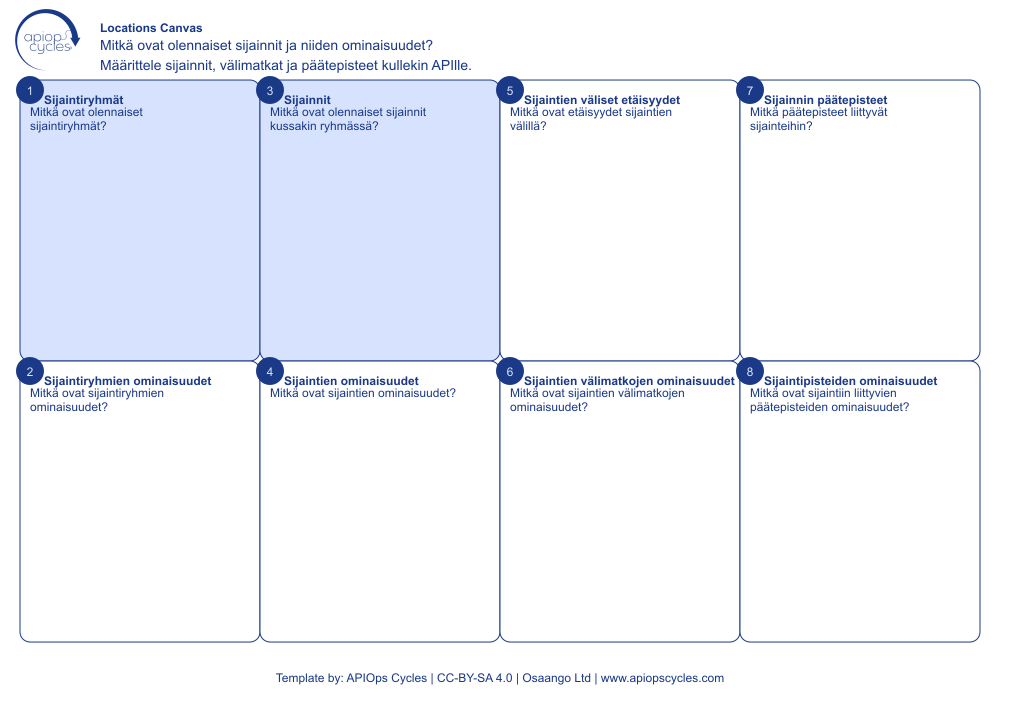 apiops
cycles
Locations Canvas
Mitkä ovat olennaiset sijainnit ja niiden ominaisuudet?
Määrittele sijainnit, välimatkat ja päätepisteet kullekin APIlle.
1
Sijaintiryhmät
Mitkä ovat olennaiset
sijaintiryhmät?
3
Sijainnit
Mitkä ovat olennaiset sijainnit
kussakin ryhmässä?
5
Sijaintien väliset etäisyydet
Mitkä ovat etäisyydet sijaintien
välillä?
7
Sijainnin päätepisteet
Mitkä päätepisteet liittyvät
sijainteihin?
2
Sijaintiryhmien ominaisuudet
Mitkä ovat sijaintiryhmien
ominaisuudet?
4
Sijaintien ominaisuudet
Mitkä ovat sijaintien ominaisuudet?
6
Sijaintien välimatkojen ominaisuudet
Mitkä ovat sijaintien välimatkojen
ominaisuudet?
8
Sijaintipisteiden ominaisuudet
Mitkä ovat sijaintiin liittyvien
päätepisteiden ominaisuudet?
Template by: APIOps Cycles | CC-BY-SA 4.0 | Osaango Ltd | www.apiopscycles.com